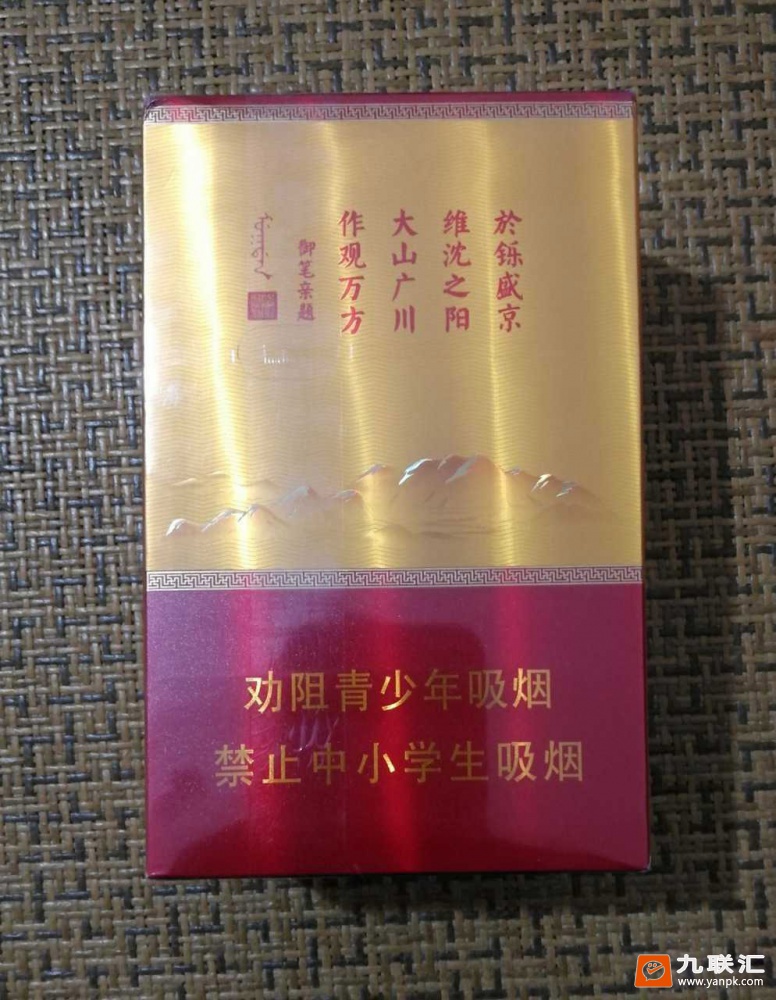 於铄盛京
维沈之阳
大山广川
作观万方
御笔亲题
劝阻青少年吸烟
禁止中小学生吸烟
九联汇
www.yanpk.com